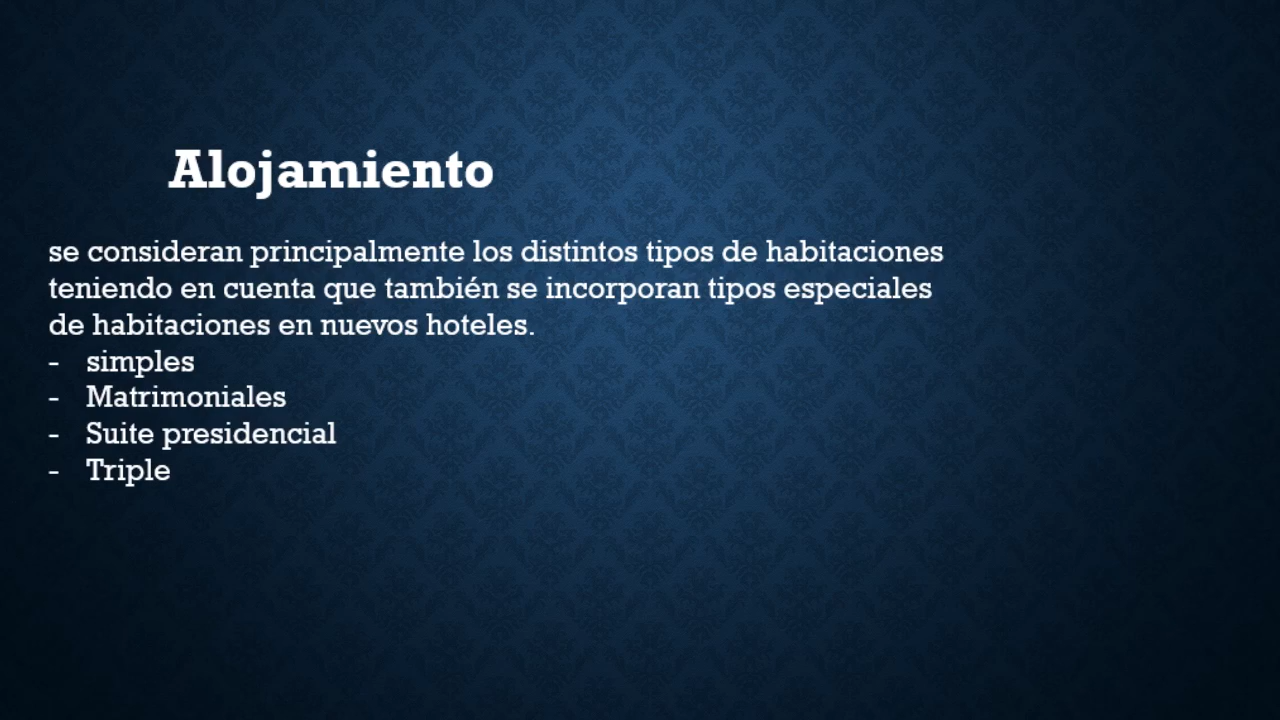 Alojamiento
se consideran principalmente los distintos tipos de habitaciones
teniendo en cuenta que también se incorporan tipos especiales
de habitaciones en nuevos hoteles.
- simples
- Matrimoniales
- Suite presidencial
- Triple